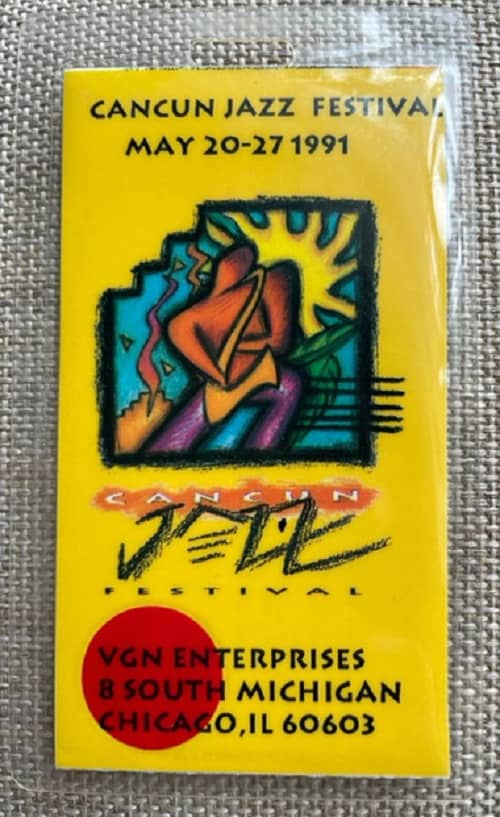 CANCUN JAZZ FESTIVAL
MAY 20-27 1991
CANCUN
JAZZ
FESTIVAL
VGN ENTERPRISES
8 SOUTH MICHIGAN
CHICAGO, IL 60603